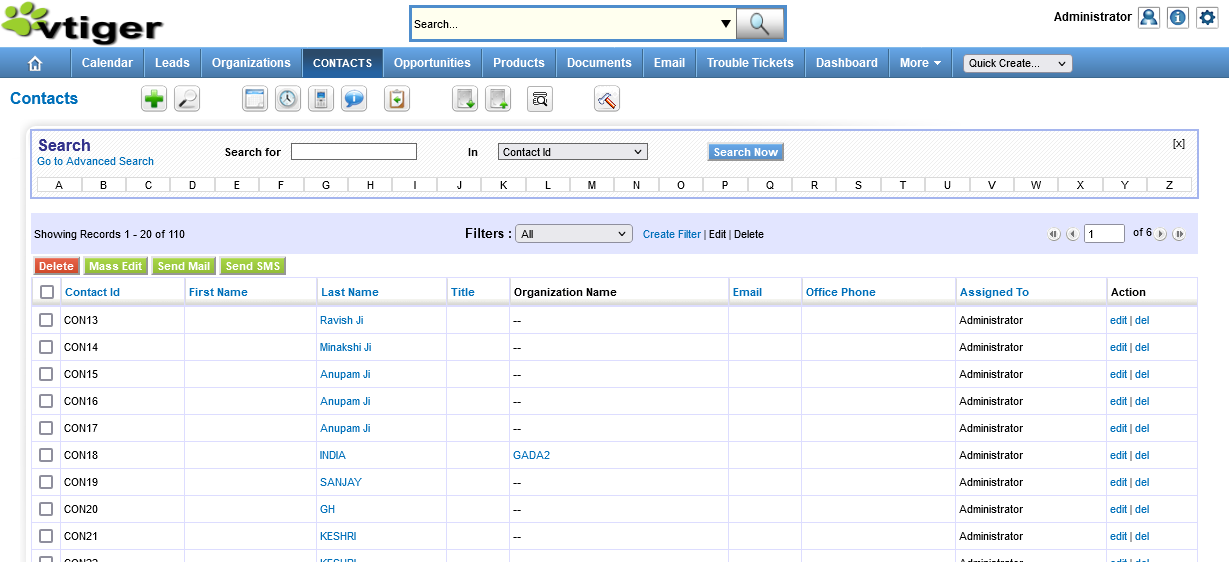 vtiger
Search...
Administrator
Calendar Leads Organizations CONTACTS Opportunities Products Documents Email Trouble Tickets Dashboard More Quick Create...
Contacts
Search
Go to Advanced Search
Search for In Contact Id Search Now [x]
A B C D E F G H I J K L M N O P Q R S T U V W X Y Z
Showing Records 1 - 20 of 110 Filters : All Create Filter | Edit | Delete 1 of 6
Delete Mass Edit Send Mail Send SMS
Contact Id First Name Last Name Title Organization Name Email Office Phone Assigned To Action
CON13 Ravish Ji -- Administrator edit | del
CON14 Minakshi Ji -- Administrator edit | del
CON15 Anupam Ji -- Administrator edit | del
CON16 Anupam Ji -- Administrator edit | del
CON17 Anupam Ji -- Administrator edit | del
CON18 INDIA GADA2 Administrator edit | del
CON19 SANJAY -- Administrator edit | del
CON20 GH -- Administrator edit | del
CON21 KESHRI -- Administrator edit | del